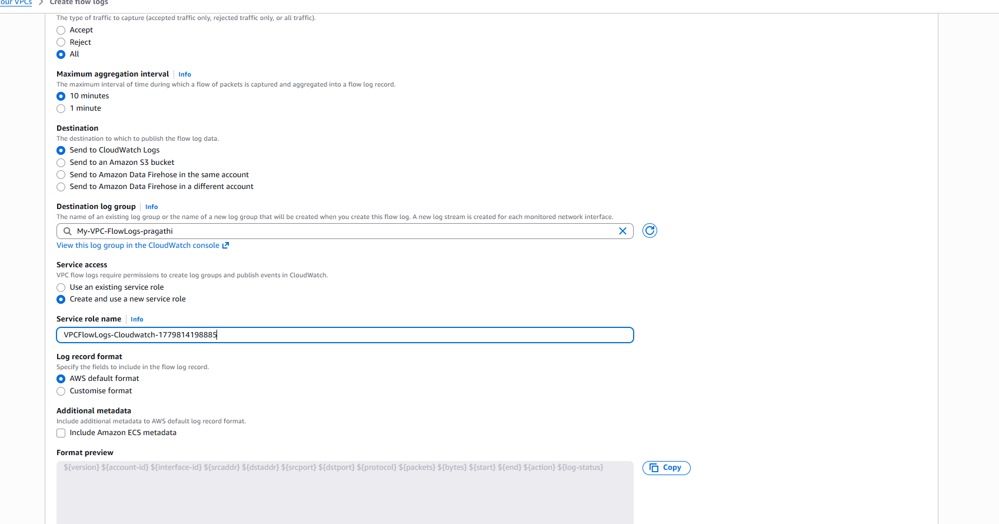 our VPCs > Create flow logs
The type of traffic to capture (accepted traffic only, rejected traffic only, or all traffic).
Accept
Reject
All
Maximum aggregation interval | Info
The maximum interval of time during which a flow of packets is captured and aggregated into a flow log record.
10 minutes
1 minute
Destination
The destination to which to publish the flow log data.
Send to CloudWatch Logs
Send to an Amazon S3 bucket
Send to Amazon Data Firehose in the same account
Send to Amazon Data Firehose in a different account
Destination log group | Info
The name of an existing log group or the name of a new log group that will be created when you create this flow log. A new log stream is created for each monitored network interface.
My-VPC-FlowLogs-pragathi
View this log group in the CloudWatch console
Service access
VPC flow logs require permissions to create log groups and publish events in CloudWatch.
Use an existing service role
Create and use a new service role
Service role name | Info
VPCFlowLogs-Cloudwatch-1779814198885
Log record format
Specify the fields to include in the flow log record.
AWS default format
Customise format
Additional metadata
Include additional metadata to AWS default log record format.
Include Amazon ECS metadata
Format preview
${version} ${account-id} ${interface-id} ${srcaddr} ${dstaddr} ${srcport} ${dstport} ${protocol} ${packets} ${bytes} ${start} ${end} ${action} ${log-status}
Copy